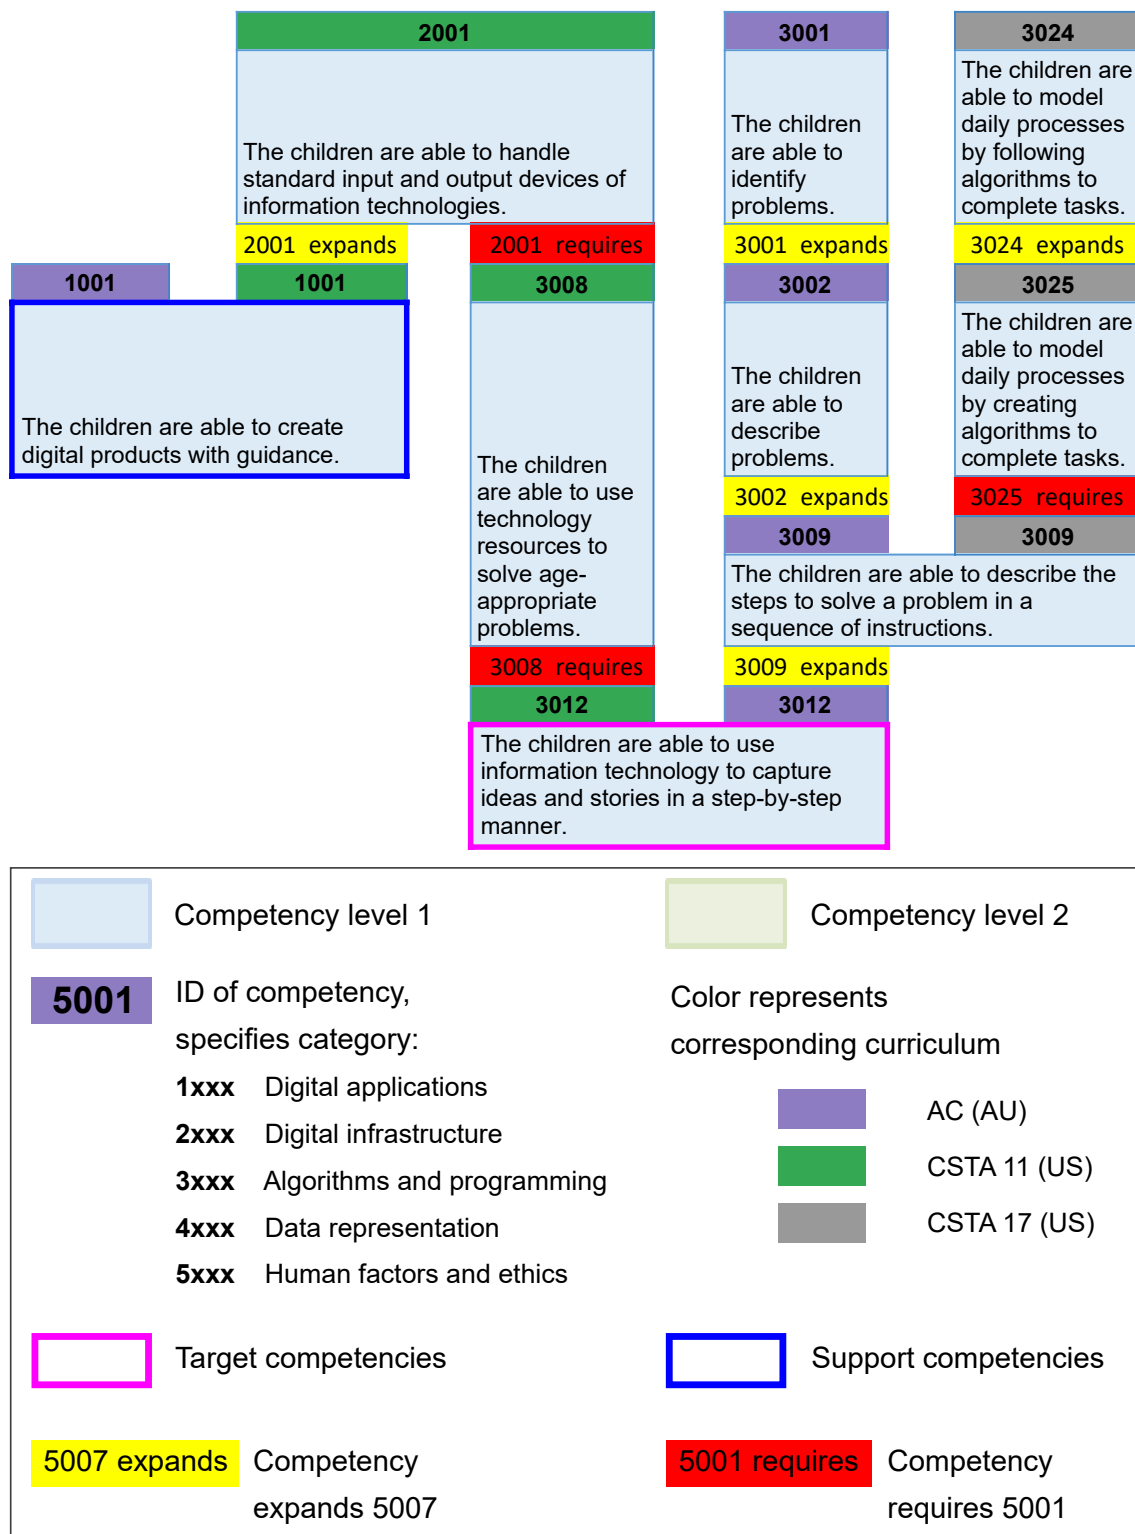 2001
3001
3024
The children are able to handle
standard input and output devices of
information technologies.
The children
are able to
identify
problems.
The children are
able to model
daily processes
by following
algorithms to
complete tasks.
2001 expands
2001 requires
3001 expands
3024 expands
1001
1001
3008
3002
3025
The children are able to create
digital products with guidance.
The children
are able to use
technology
resources to
solve age-
appropriate
problems.
The children
are able to
describe
problems.
The children are
able to model
daily processes
by creating
algorithms to
complete tasks.
3002 expands
3025 requires
3009
3009
The children are able to describe the
steps to solve a problem in a
sequence of instructions.
3008 requires
3009 expands
3012
3012
The children are able to use
information technology to capture
ideas and stories in a step-by-step
manner.
Competency level 1
Competency level 2
5001
ID of competency,
specifies category:
1xxx Digital applications
2xxx Digital infrastructure
3xxx Algorithms and programming
4xxx Data representation
5xxx Human factors and ethics
Color represents
corresponding curriculum
AC (AU)
CSTA 11 (US)
CSTA 17 (US)
Target competencies
Support competencies
5007 expands
Competency
expands 5007
5001 requires
Competency
requires 5001